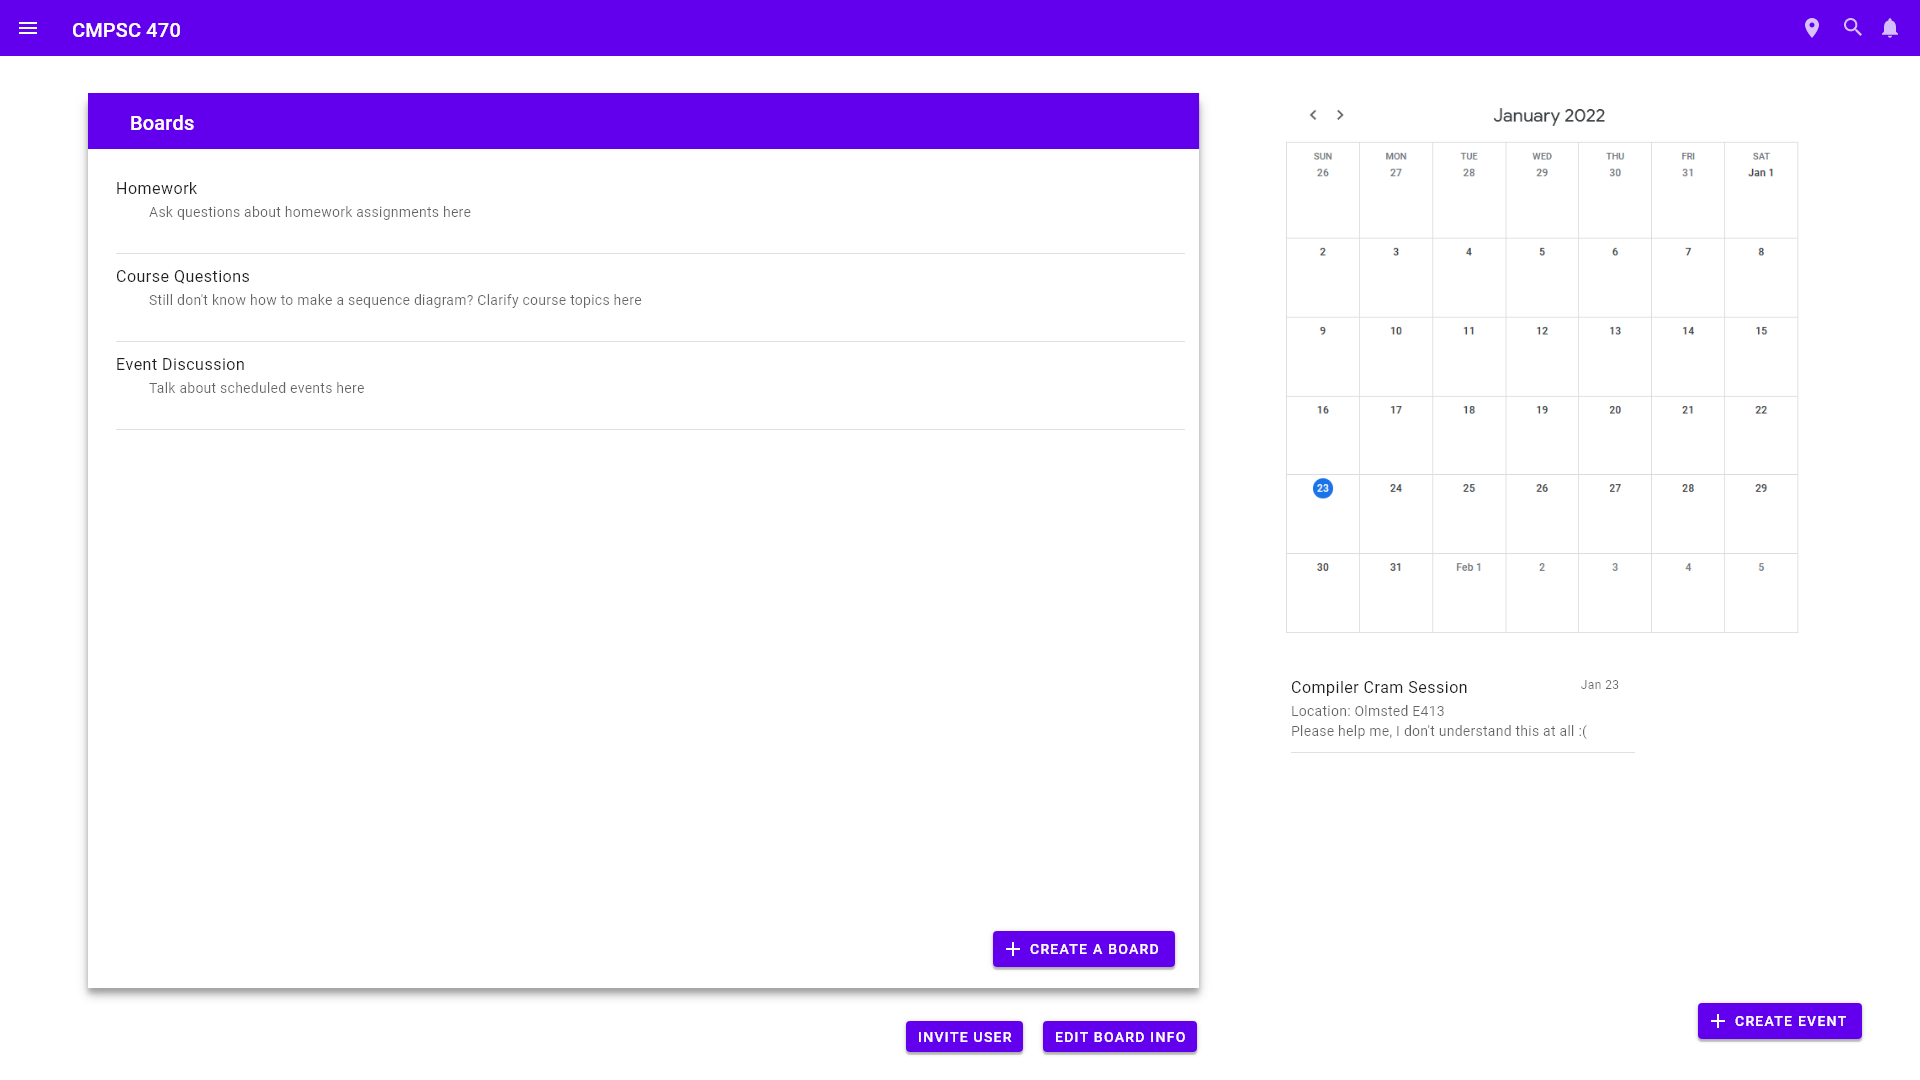 CMPSC 470
Boards
Homework
Ask questions about homework assignments here
Course Questions
Still don't know how to make a sequence diagram? Clarify course topics here
Event Discussion
Talk about scheduled events here
CREATE A BOARD
INVITE USER
EDIT BOARD INFO
January 2022
SUN MON TUE WED THU FRI SAT
26 27 28 29 30 31 Jan 1
2 3 4 5 6 7 8
9 10 11 12 13 14 15
16 17 18 19 20 21 22
23 24 25 26 27 28 29
30 31 Feb 1 2 3 4 5
Compiler Cram Session Jan 23
Location: Olmsted E413
Please help me, I don't understand this at all :(
CREATE EVENT